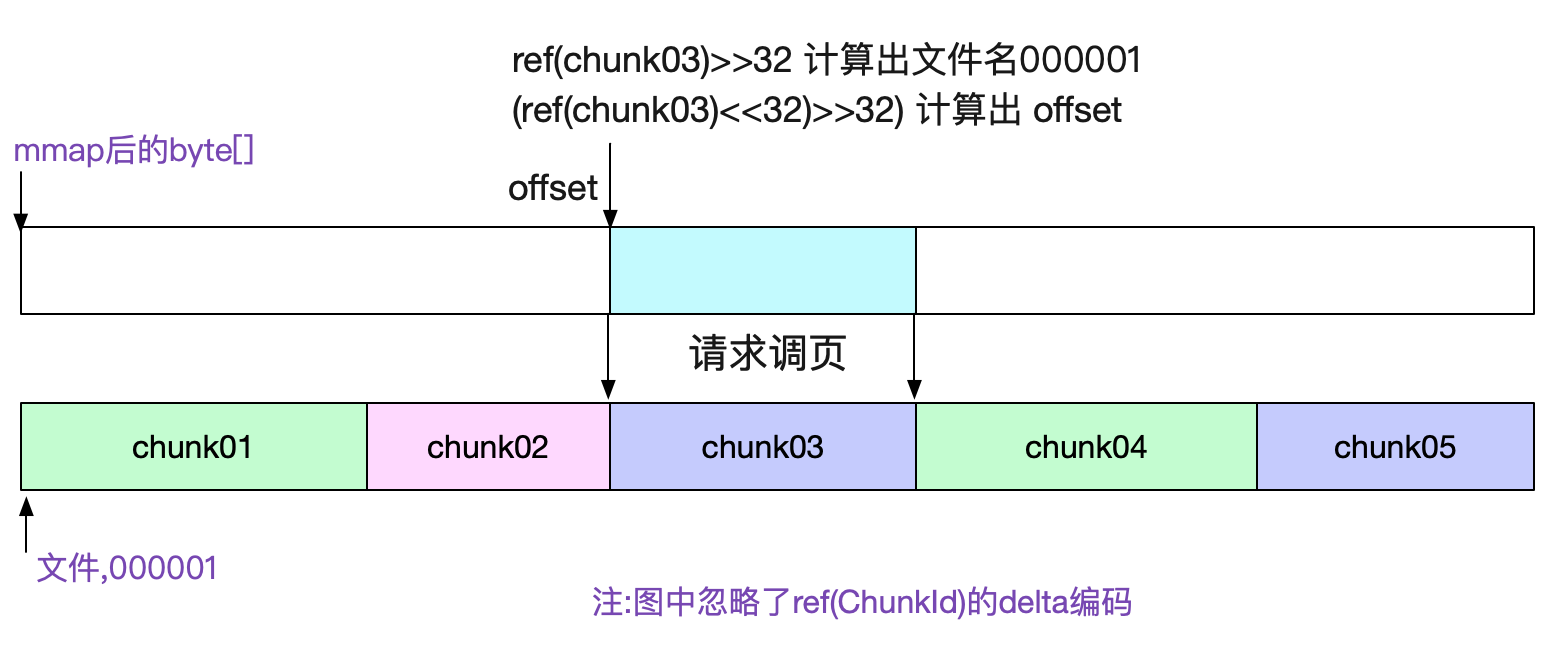 ref(chunk03)>>32 计算出文件名000001
(ref(chunk03)<<32)>>32) 计算出 offset
mmap后的byte[]
offset
请求调页
chunk01
chunk02
chunk03
chunk04
chunk05
文件,000001
注:图中忽略了ref(ChunkId)的delta编码